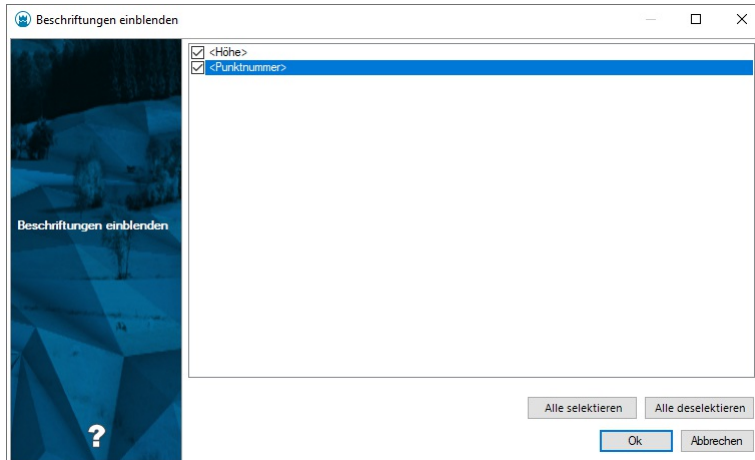 Beschriftungen einblenden
<Höhe>
<Punktnummer>
Beschriftungen einblenden
?
Alle selektieren
Alle deselektieren
Ok
Abbrechen